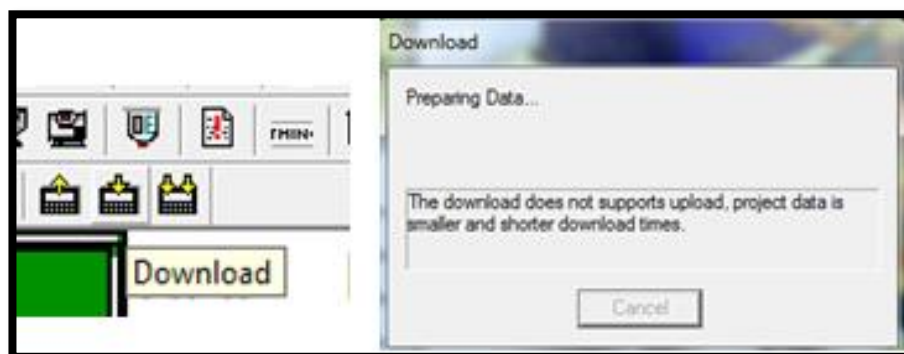 Download
Download
Preparing Data...
The download does not supports upload, project data is
smaller and shorter download times.
Cancel